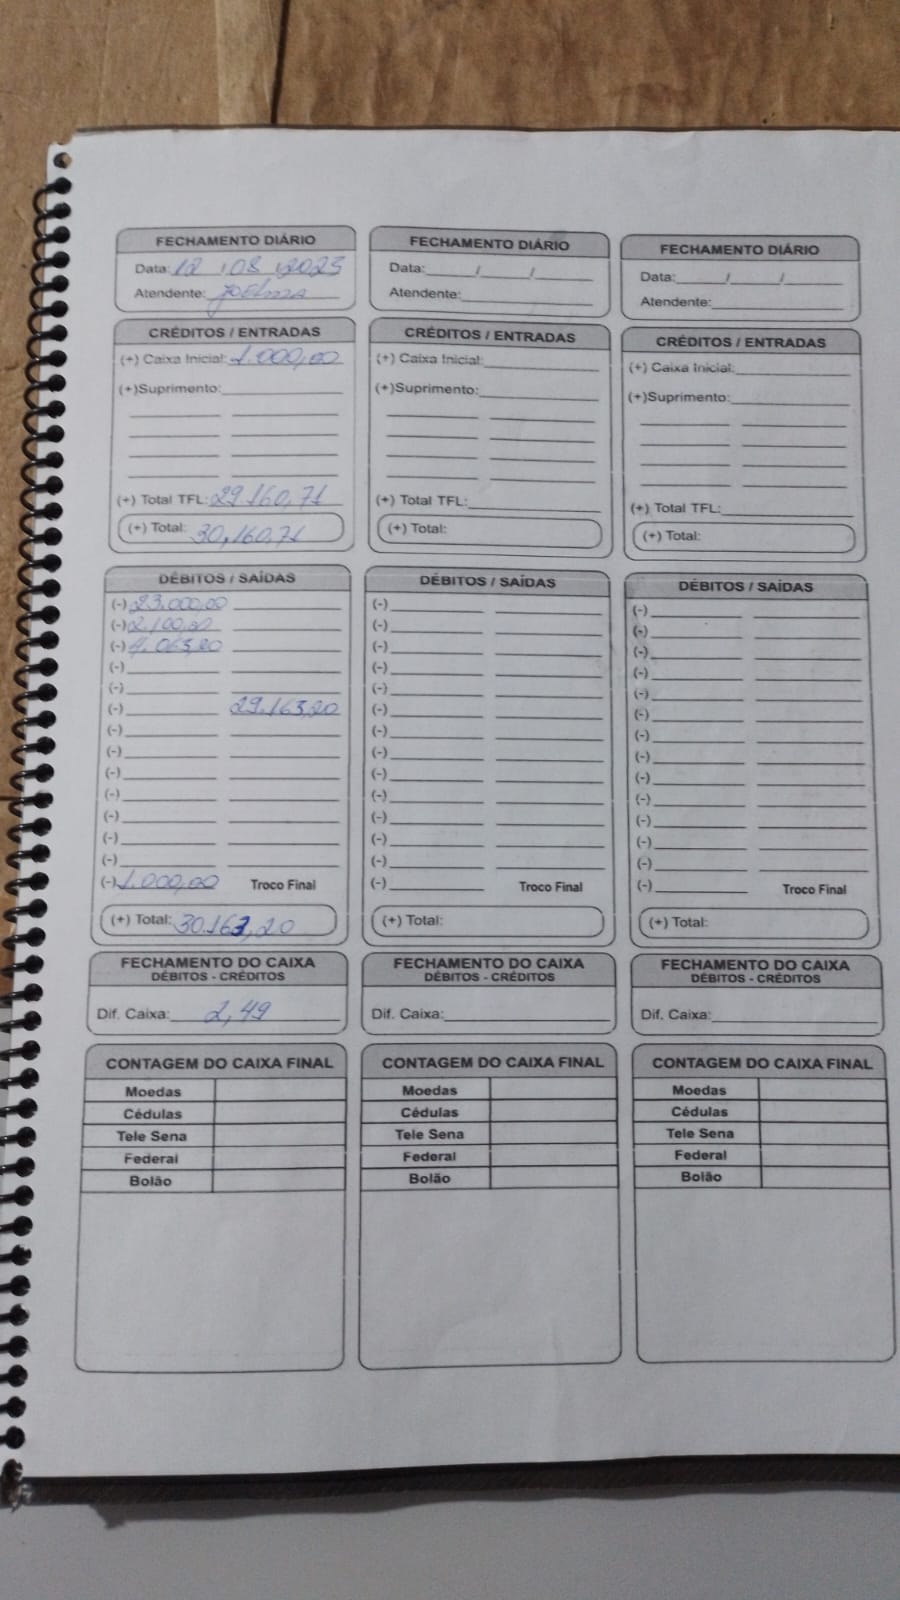 FECHAMENTO DIÁRIO
Data: 12 / 08 / 2023
Atendente: Joelma
CRÉDITOS / ENTRADAS
(+) Caixa Inicial: 1.000,00
(+)Suprimento:
(+) Total TFL: 29.160,71
(+) Total: 30,160,71
DÉBITOS / SAÍDAS
(-) 23.000,00
(-) 2.100,00
(-) 4.063,20
(-)
(-)
(-) 29.163,20
(-)
(-)
(-)
(-)
(-)
(-)
(-)
(-) 1.000,00 Troco Final
(+) Total: 30.163,20
FECHAMENTO DO CAIXA
DÉBITOS - CRÉDITOS
Dif. Caixa: 2,49
CONTAGEM DO CAIXA FINAL
Moedas
Cédulas
Tele Sena
Federal
Bolão
FECHAMENTO DIÁRIO
Data: / /
Atendente:
CRÉDITOS / ENTRADAS
(+) Caixa Inicial:
(+)Suprimento:
(+) Total TFL:
(+) Total:
DÉBITOS / SAÍDAS
(-)
(-)
(-)
(-)
(-)
(-)
(-)
(-)
(-)
(-)
(-)
(-)
(-)
(-) Troco Final
(+) Total:
FECHAMENTO DO CAIXA
DÉBITOS - CRÉDITOS
Dif. Caixa:
CONTAGEM DO CAIXA FINAL
Moedas
Cédulas
Tele Sena
Federal
Bolão
FECHAMENTO DIÁRIO
Data: / /
Atendente:
CRÉDITOS / ENTRADAS
(+) Caixa Inicial:
(+)Suprimento:
(+) Total TFL:
(+) Total:
DÉBITOS / SAÍDAS
(-)
(-)
(-)
(-)
(-)
(-)
(-)
(-)
(-)
(-)
(-)
(-)
(-)
(-) Troco Final
(+) Total:
FECHAMENTO DO CAIXA
DÉBITOS - CRÉDITOS
Dif. Caixa:
CONTAGEM DO CAIXA FINAL
Moedas
Cédulas
Tele Sena
Federal
Bolão